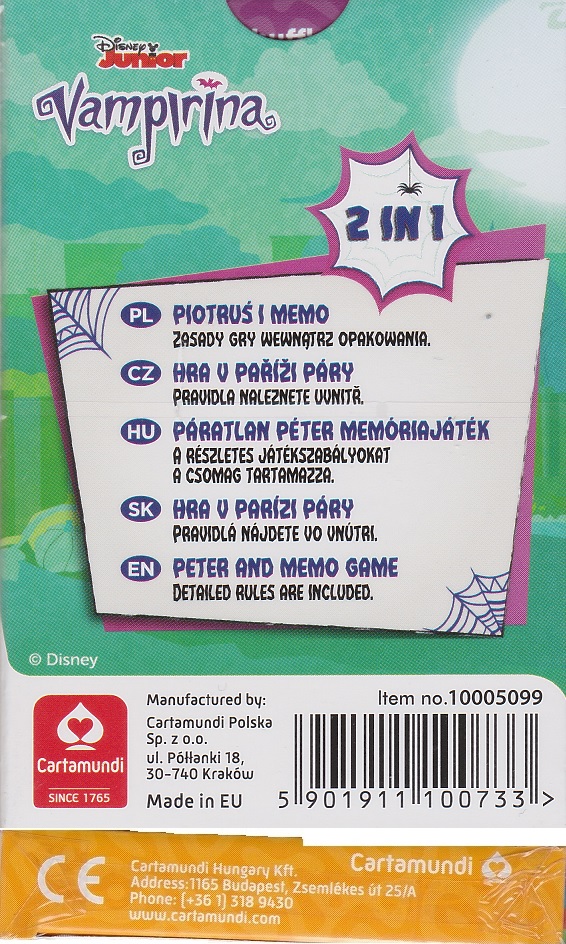 Disney
Junior
Vampirina
2 IN 1
PL PIOTRUŚ I MEMO
ZASADY GRY WEWNĄTRZ OPAKOWANIA.
CZ HRA V PAŘÍŽI PÁRY
PRAVIDLA NALEZNETE UVNITŘ.
HU PÁRATLAN PÉTER MEMÓRIAJÁTÉK
A RÉSZLETES JÁTÉKSZABÁLYOKAT
A CSOMAG TARTAMAZZA.
SK HRA V PARÍZI PÁRY
PRAVIDLÁ NÁJDETE VO VNÚTRI.
EN PETER AND MEMO GAME
DETAILED RULES ARE INCLUDED.
© Disney
Cartamundi
SINCE 1765
Manufactured by:
Cartamundi Polska
Sp. z o.o.
ul. Półłanki 18,
30-740 Kraków
Made in EU
Item no.10005099
5 901911 100733 >
CE
Cartamundi Hungary Kft.
Address:1165 Budapest, Zsemlékes út 25/A
Phone: (+36 1) 318 9430
www.cartamundi.com
Cartamundi